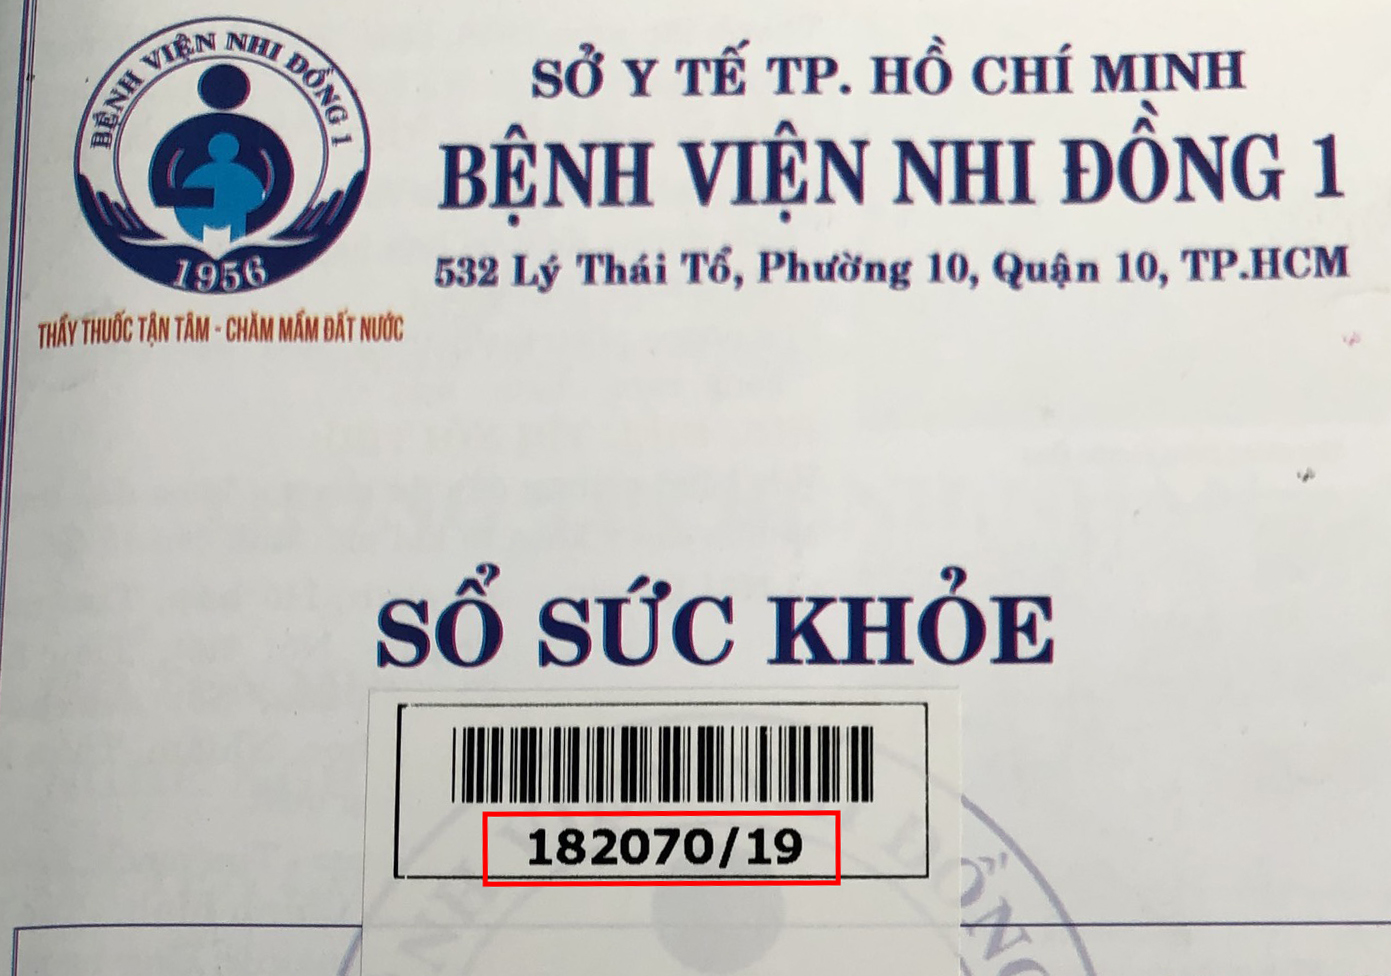 BỆNH VIỆN NHI ĐỒNG 1
1956
THẦY THUỐC TẬN TÂM - CHĂM MẦM ĐẤT NƯỚC
SỞ Y TẾ TP. HỒ CHÍ MINH
BỆNH VIỆN NHI ĐỒNG 1
532 Lý Thái Tổ, Phường 10, Quận 10, TP.HCM
SỔ SỨC KHỎE
182070/19
ĐỒNG